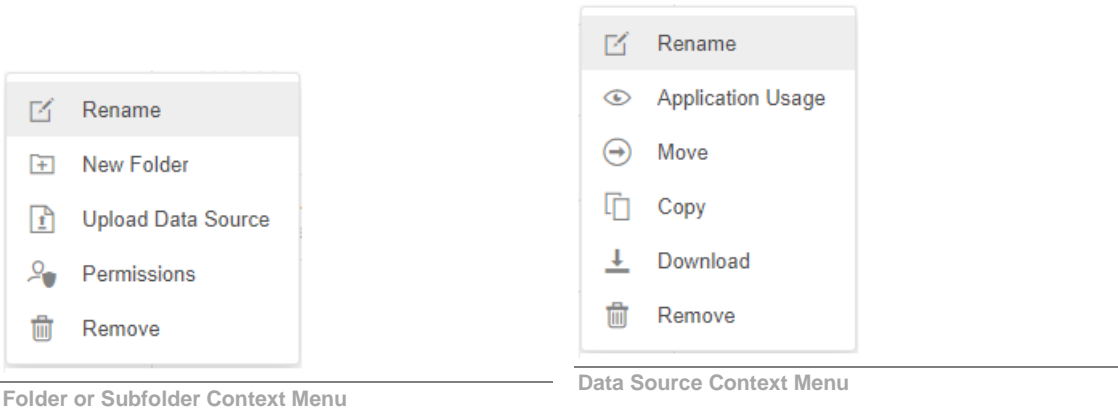 Rename
New Folder
Upload Data Source
Permissions
Remove
Folder or Subfolder Context Menu
Rename
Application Usage
Move
Copy
Download
Remove
Data Source Context Menu